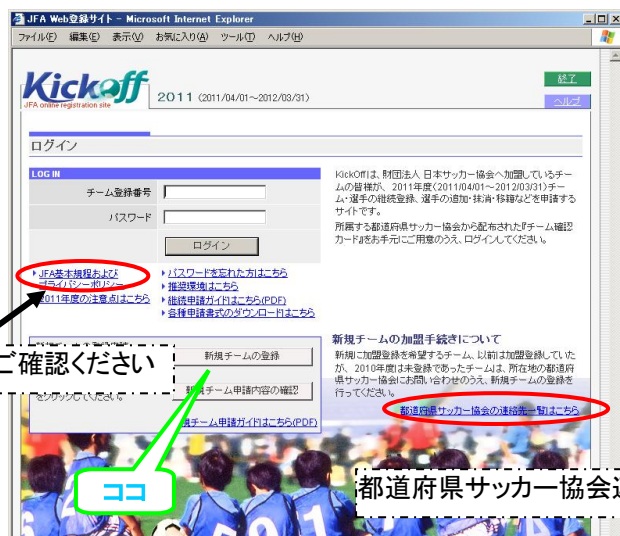 JFA Web登録サイト - Microsoft Internet Explorer
ファイル(F) 編集(E) 表示(V) お気に入り(A) ツール(T) ヘルプ(H)
Kickoff
JFA online registration site
2011 (2011/04/01～2012/03/31)
終了
ヘルプ
ログイン
LOG IN
チーム登録番号
パスワード
ログイン
KickOffは、財団法人 日本サッカー協会へ加盟しているチー
ムの皆様が、2011年度(2011/04/01～2012/03/31)チー
ム・選手の継続登録、選手の追加・抹消・移籍などを申請する
サイトです。
所属する都道府県サッカー協会から配布された『チーム確認
カード』をお手元にご用意のうえ、ログインしてください。
JFA基本規程および
プライバシーポリシー
2011年度の注意点はこちら
パスワードを忘れた方はこちら
推奨環境はこちら
継続申請ガイドはこちら(PDF)
各種申請書式のダウンロードはこちら
ご確認ください
新規チームの登録
新規チーム申請内容の確認
をクリックしてください。
規チーム申請ガイドはこちら(PDF)
新規チームの加盟手続きについて
新規に加盟登録を希望するチーム、以前は加盟登録していた
が、2010年度は未登録であったチームは、所在地の都道府
県サッカー協会にお問い合わせのうえ、新規チームの登録を
行ってください。
都道府県サッカー協会の連絡先一覧はこちら
ココ
都道府県サッカー協会